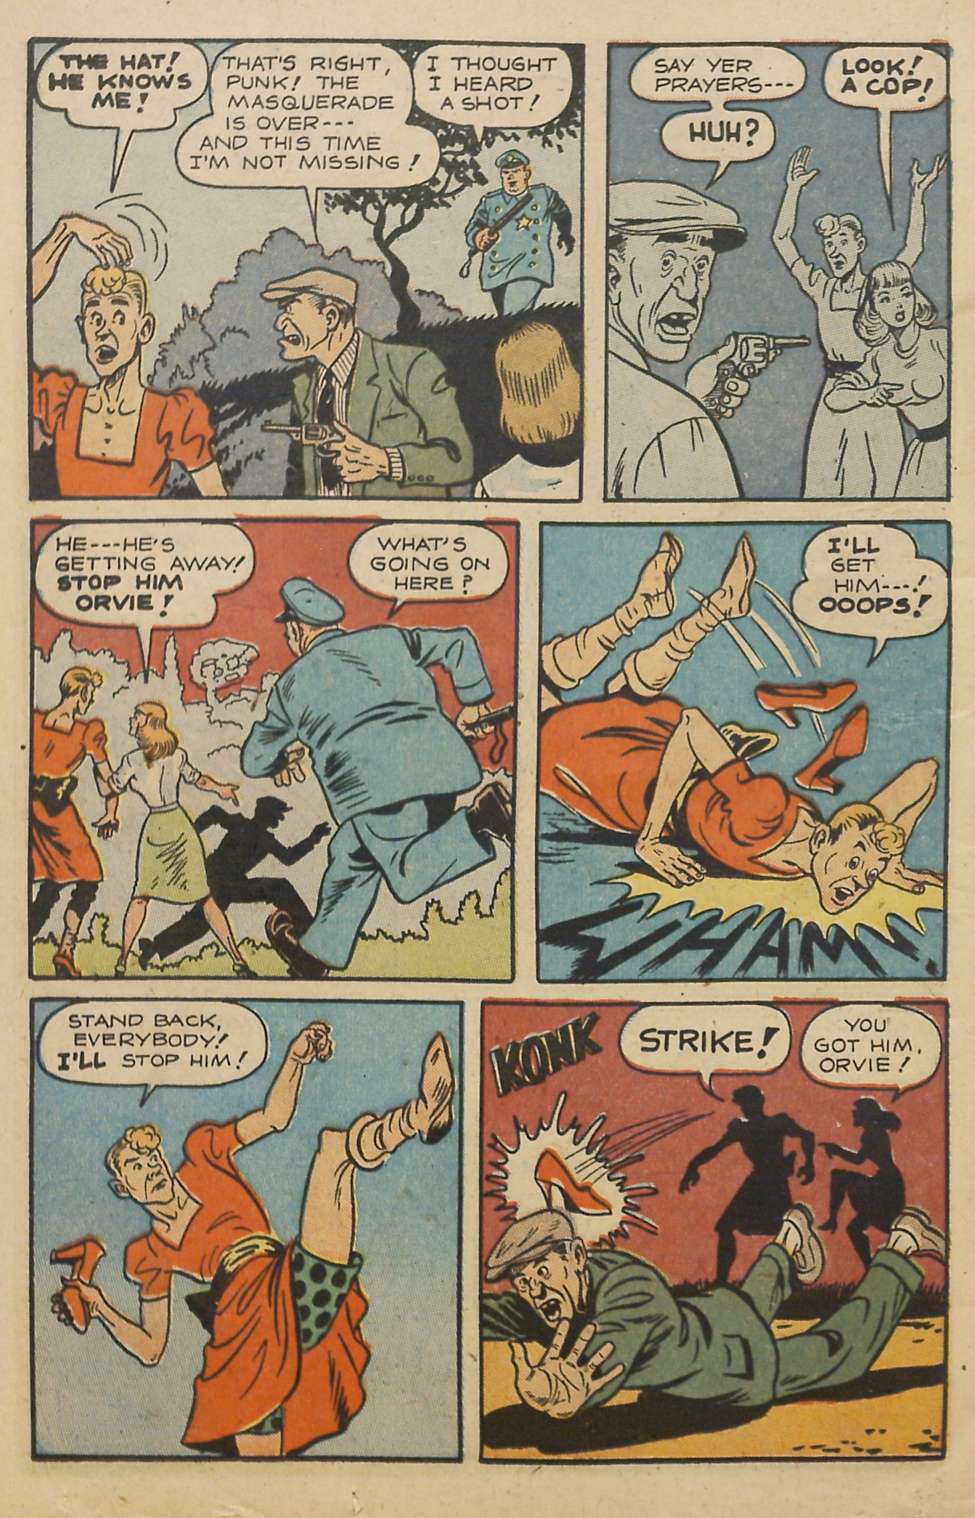 THE HAT!
HE KNOWS
ME!
THAT'S RIGHT,
PUNK! THE
MASQUERADE
IS OVER---
AND THIS TIME
I'M NOT MISSING!
I THOUGHT
I HEARD
A SHOT!
SAY YER
PRAYERS---
HUH?
LOOK!
A COP!
HE---HE'S
GETTING AWAY!
STOP HIM
ORVIE!
WHAT'S
GOING ON
HERE?
I'LL
GET
HIM---!
OOOPS!
WHAM!
STAND BACK,
EVERYBODY!
I'LL STOP HIM!
KONK
STRIKE!
YOU
GOT HIM,
ORVIE!